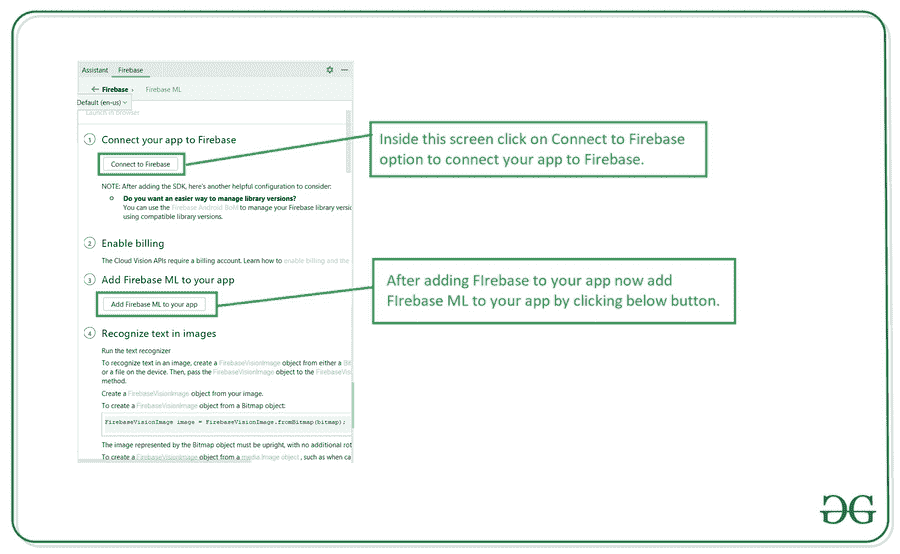 Assistant Firebase
← Firebase › Firebase ML
Default (en-us)
Launch in browser
1 Connect your app to Firebase
Connect to Firebase
NOTE: After adding the SDK, here's another helpful configuration to consider:
Do you want an easier way to manage library versions?
You can use the Firebase Android BoM to manage your Firebase library versio
using compatible library versions.
2 Enable billing
The Cloud Vision APIs require a billing account. Learn how to enable billing and the
3 Add Firebase ML to your app
Add Firebase ML to your app
4 Recognize text in images
Run the text recognizer
To recognize text in an image, create a FirebaseVisionImage object from either a Bi
or a file on the device. Then, pass the FirebaseVisionImage object to the FirebaseVis
method.
Create a FirebaseVisionImage object from your image.
To create a FirebaseVisionImage object from a Bitmap object:
FirebaseVisionImage image = FirebaseVisionImage.fromBitmap(bitmap);
The image represented by the Bitmap object must be upright, with no additional rot
To create a FirebaseVisionImage object from a media.Image object, such as when ca
Inside this screen click on Connect to Firebase
option to connect your app to Firebase.
After adding FIrebase to your app now add
FIrebase ML to your app by clicking below button.